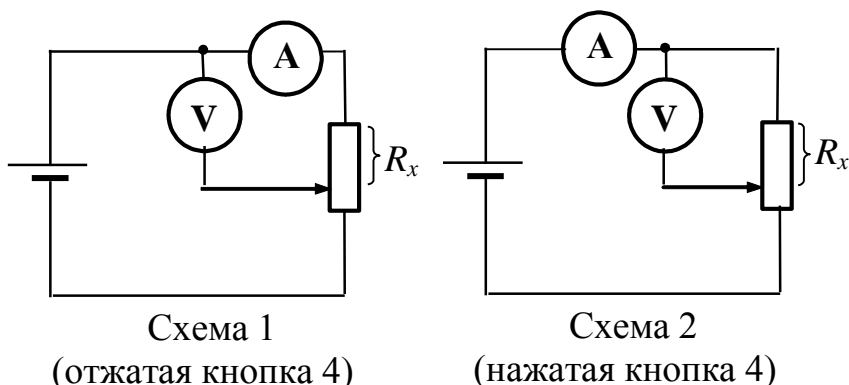 A
V
R_x
A
V
R_x
Схема 1
(отжатая кнопка 4)
Схема 2
(нажатая кнопка 4)